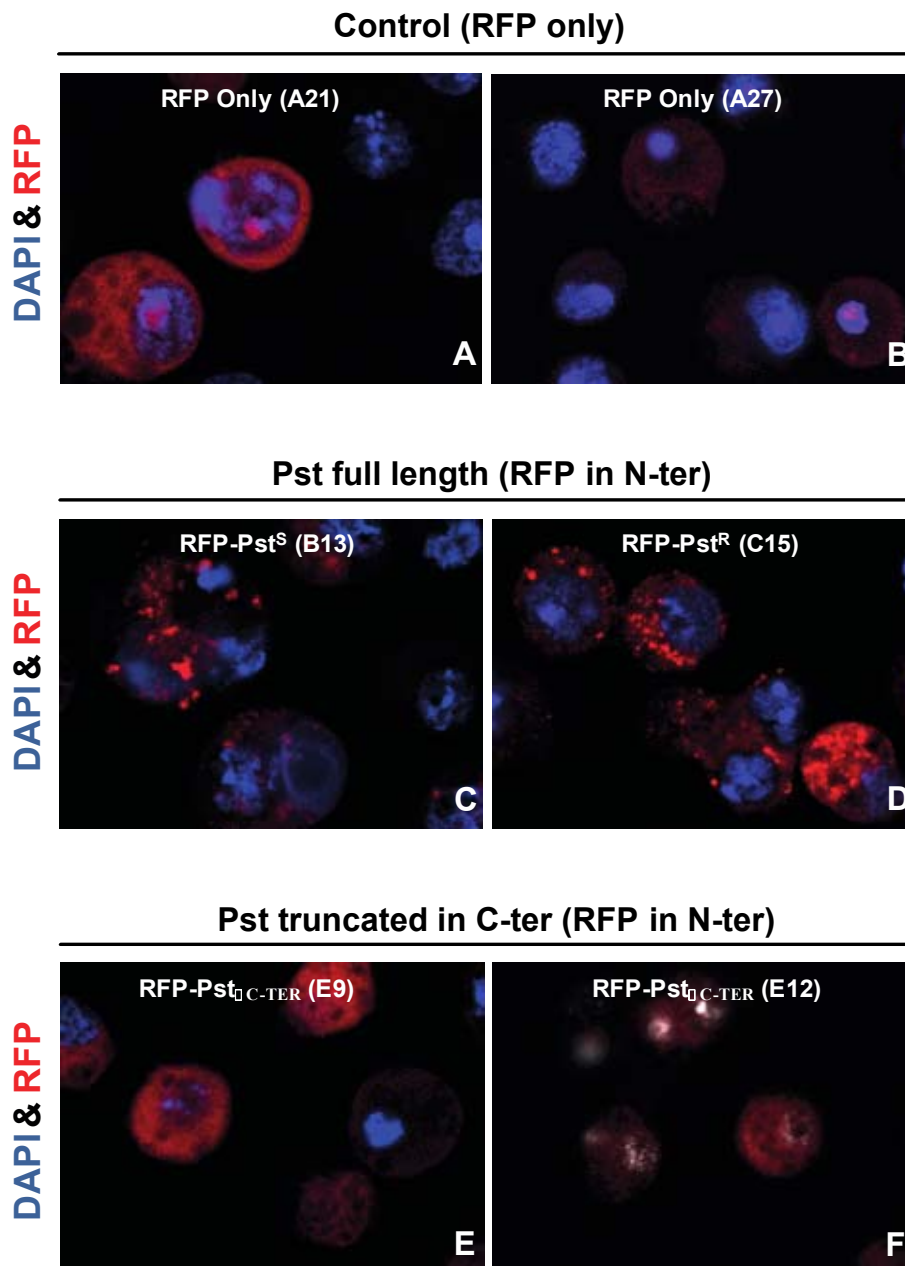 Control (RFP only)
DAPI & RFP
RFP Only (A21)
RFP Only (A27)
A
B
Pst full length (RFP in N-ter)
DAPI & RFP
RFP-Pstˢ (B13)
RFP-Pstᴿ (C15)
C
D
Pst truncated in C-ter (RFP in N-ter)
DAPI & RFP
RFP-Pst▯ C-TER (E9)
RFP-Pst▯ C-TER (E12)
E
F